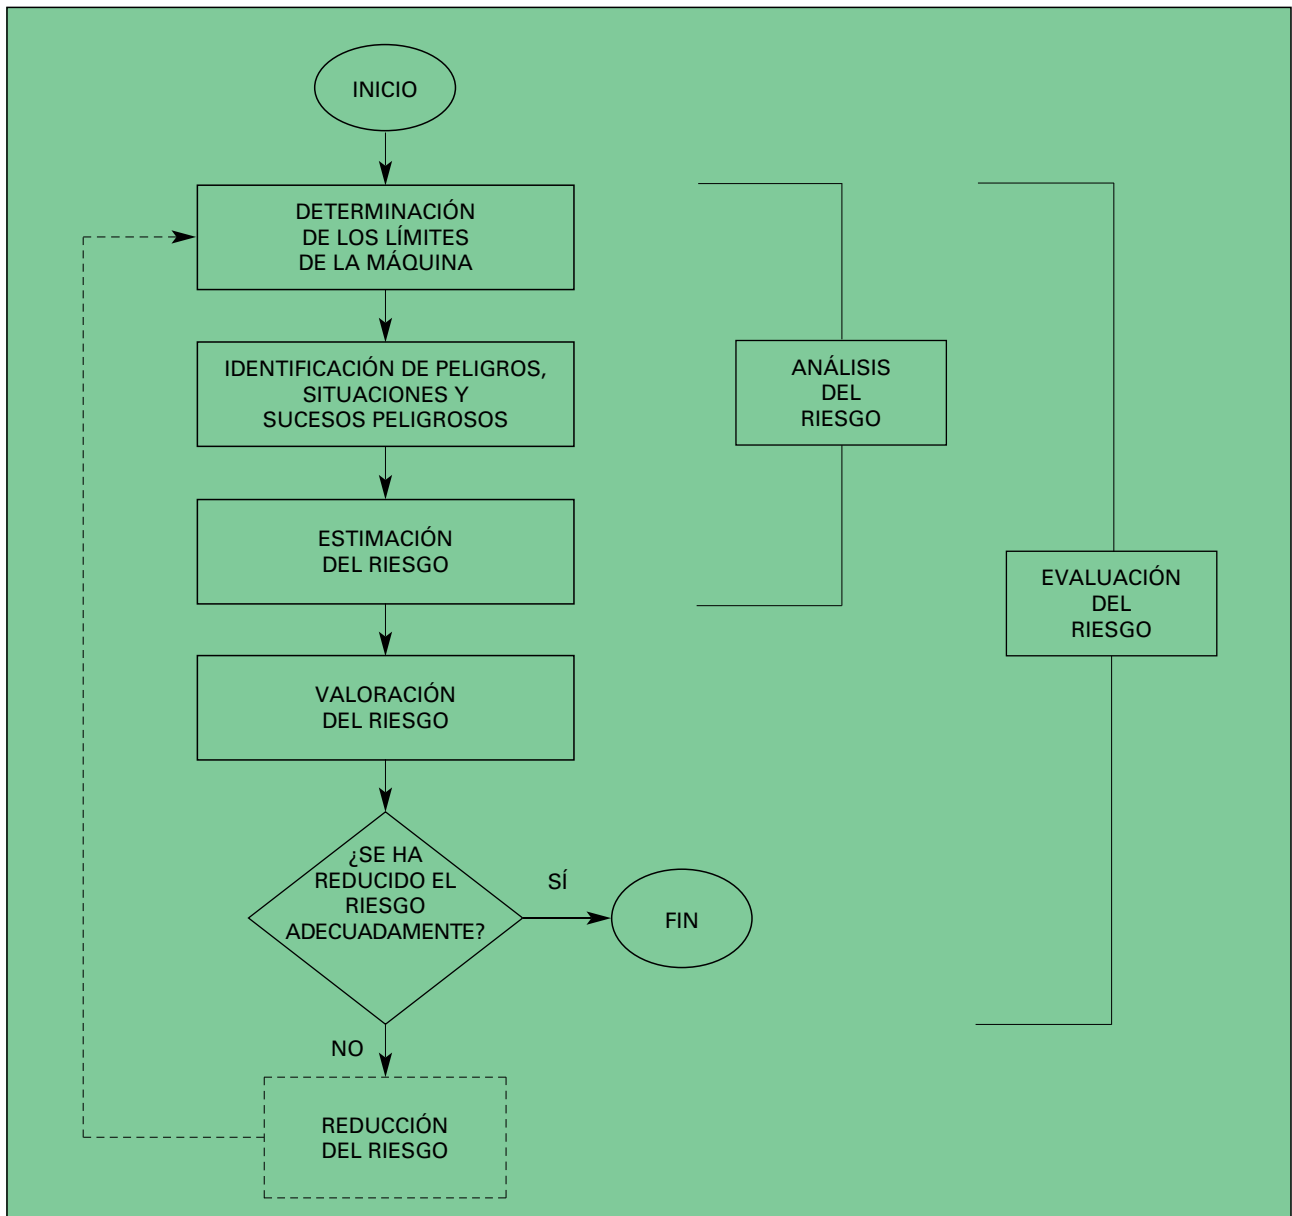 INICIO
DETERMINACIÓN
DE LOS LÍMITES
DE LA MÁQUINA
IDENTIFICACIÓN DE PELIGROS,
SITUACIONES Y
SUCESOS PELIGROSOS
ANÁLISIS
DEL
RIESGO
ESTIMACIÓN
DEL RIESGO
EVALUACIÓN
DEL
RIESGO
VALORACIÓN
DEL RIESGO
¿SE HA
REDUCIDO EL
RIESGO
ADECUADAMENTE?
SÍ
FIN
NO
REDUCCIÓN
DEL RIESGO